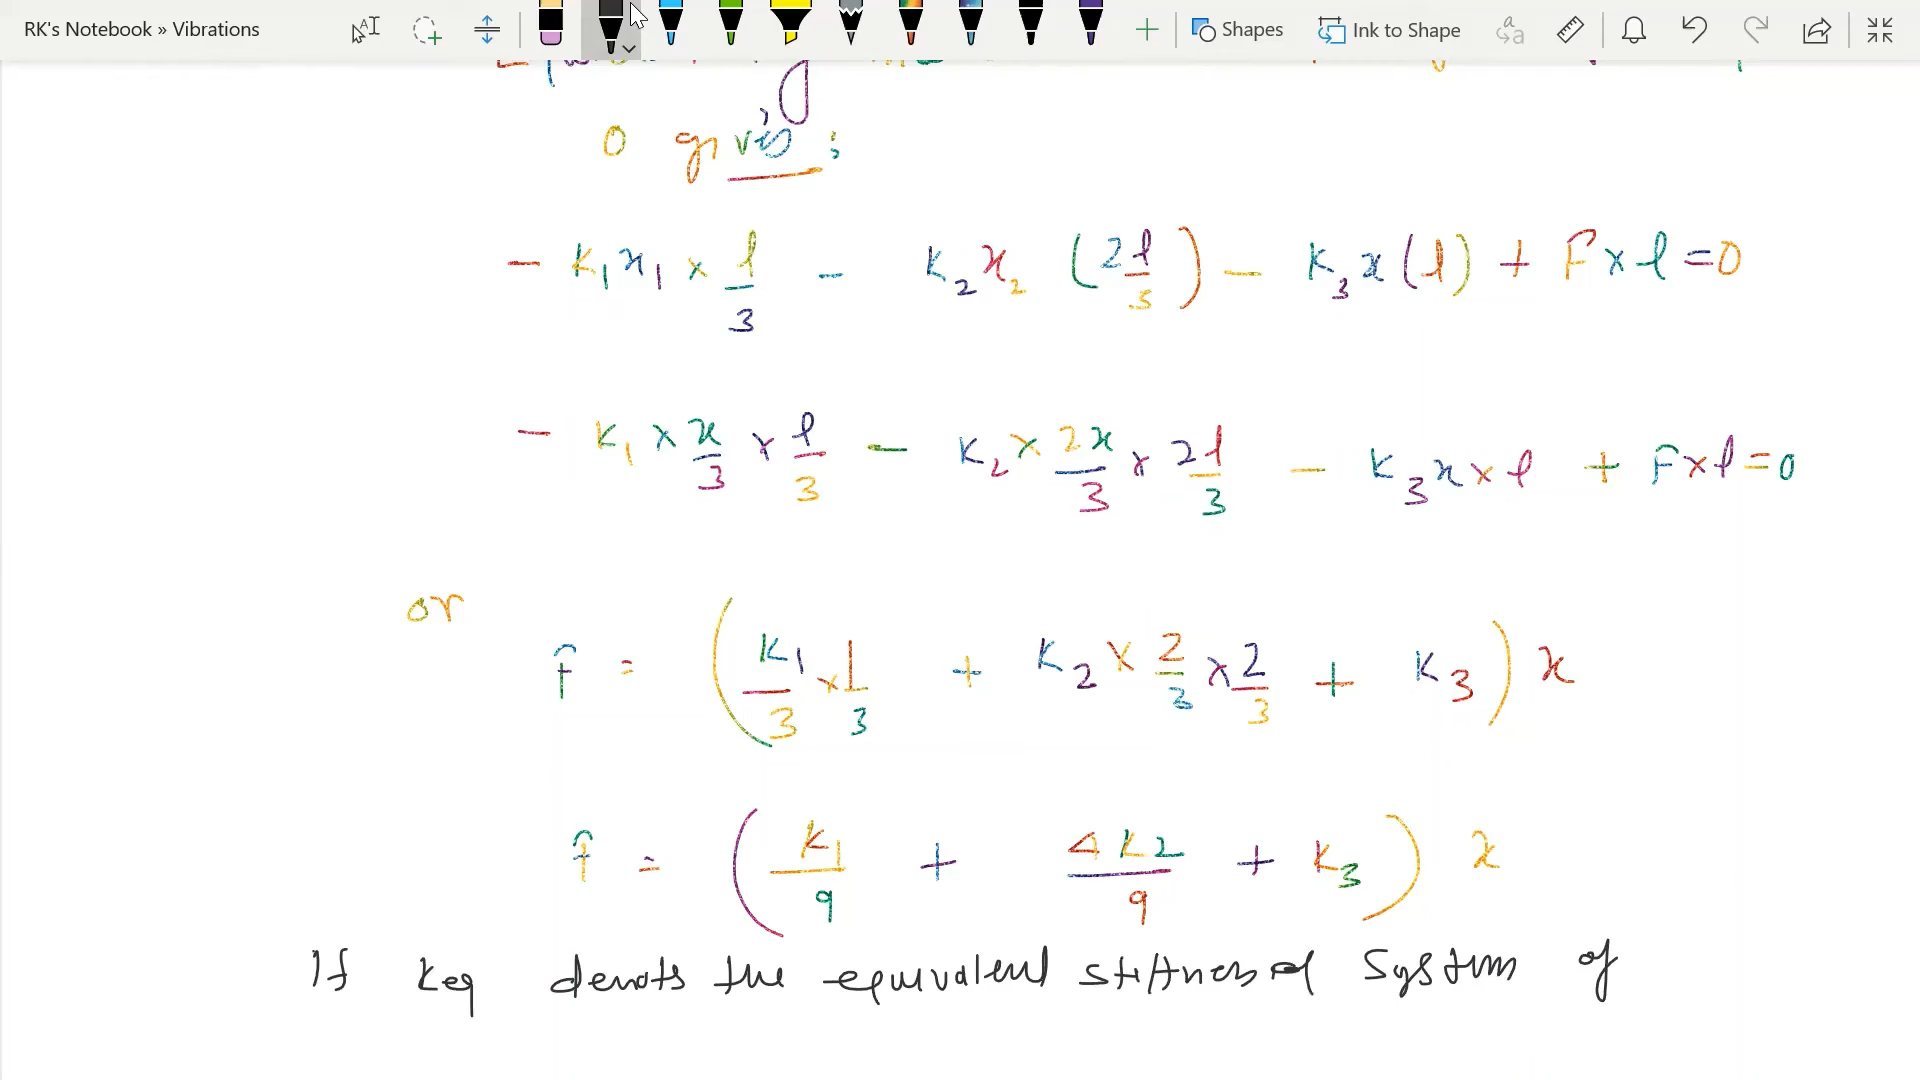 RK's Notebook » Vibrations Shapes Ink to Shape
0 gives :
- K₁x₁ × l/3 - K₂x₂ (2l/3) - K₃x(l) + F×l=0
- K₁ × x/3 × l/3 - K₂ × 2x/3 × 2l/3 - K₃x×l + F×l=0
or
f = (K₁/3 × 1/3 + K₂ × 2/3 × 2/3 + K₃) x
f = (K₁/9 + 4K₂/9 + K₃) x
If Keq denots the equivalent stiffness of system of